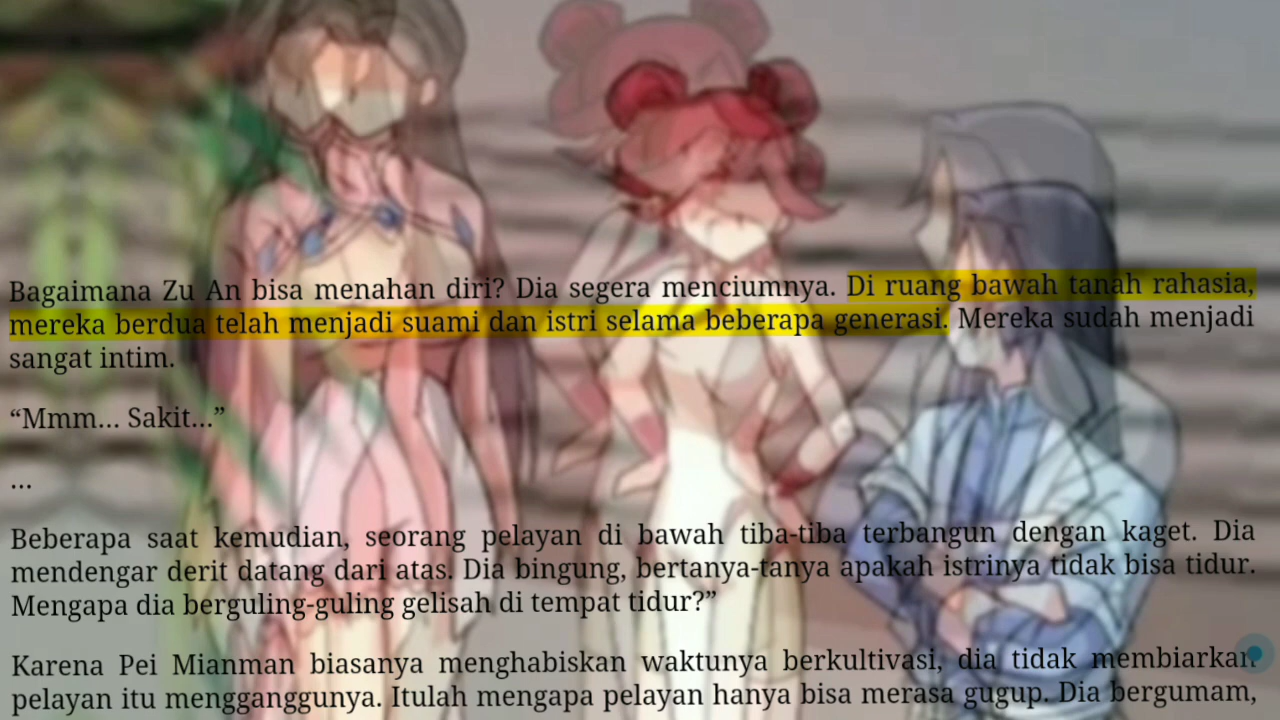 Bagaimana Zu An bisa menahan diri? Dia segera menciumnya. Di ruang bawah tanah rahasia,
mereka berdua telah menjadi suami dan istri selama beberapa generasi. Mereka sudah menjadi
sangat intim.
“Mmm... Sakit...”
...
Beberapa saat kemudian, seorang pelayan di bawah tiba-tiba terbangun dengan kaget. Dia
mendengar derit datang dari atas. Dia bingung, bertanya-tanya apakah istrinya tidak bisa tidur.
Mengapa dia berguling-guling gelisah di tempat tidur?”
Karena Pei Mianman biasanya menghabiskan waktunya berkultivasi, dia tidak membiarkan
pelayan itu mengganggunya. Itulah mengapa pelayan hanya bisa merasa gugup. Dia bergumam,